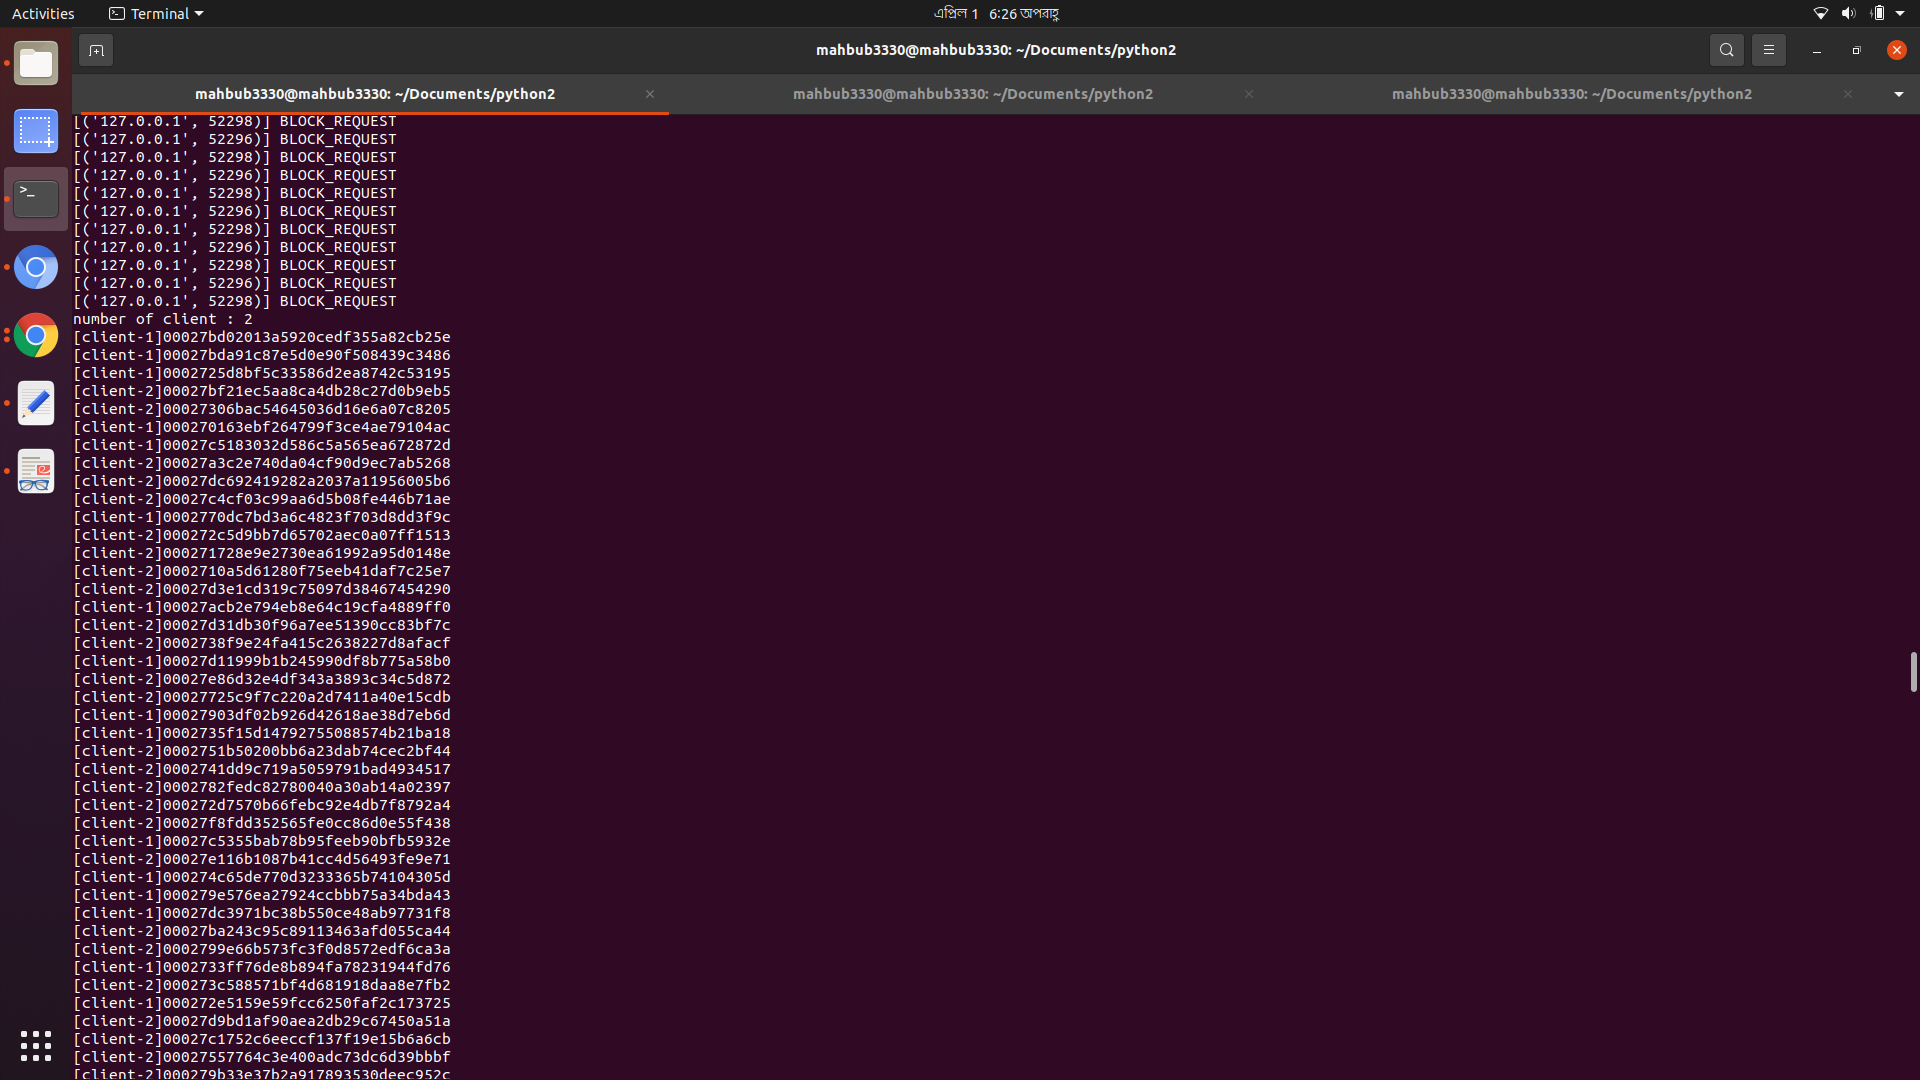 Activities
Terminal
এপ্রিল 1 6:26 অপরাহ্ণ
mahbub3330@mahbub3330: ~/Documents/python2
mahbub3330@mahbub3330: ~/Documents/python2
mahbub3330@mahbub3330: ~/Documents/python2
mahbub3330@mahbub3330: ~/Documents/python2
[('127.0.0.1', 52298)] BLOCK_REQUEST
[('127.0.0.1', 52296)] BLOCK_REQUEST
[('127.0.0.1', 52298)] BLOCK_REQUEST
[('127.0.0.1', 52296)] BLOCK_REQUEST
[('127.0.0.1', 52298)] BLOCK_REQUEST
[('127.0.0.1', 52296)] BLOCK_REQUEST
[('127.0.0.1', 52298)] BLOCK_REQUEST
[('127.0.0.1', 52296)] BLOCK_REQUEST
[('127.0.0.1', 52298)] BLOCK_REQUEST
[('127.0.0.1', 52296)] BLOCK_REQUEST
[('127.0.0.1', 52298)] BLOCK_REQUEST
number of client : 2
[client-1]00027bd02013a5920cedf355a82cb25e
[client-1]00027bda91c87e5d0e90f508439c3486
[client-1]0002725d8bf5c33586d2ea8742c53195
[client-2]00027bf21ec5aa8ca4db28c27d0b9eb5
[client-2]00027306bac54645036d16e6a07c8205
[client-1]000270163ebf264799f3ce4ae79104ac
[client-1]00027c5183032d586c5a565ea672872d
[client-2]00027a3c2e740da04cf90d9ec7ab5268
[client-2]00027dc692419282a2037a11956005b6
[client-2]00027c4cf03c99aa6d5b08fe446b71ae
[client-1]0002770dc7bd3a6c4823f703d8dd3f9c
[client-2]000272c5d9bb7d65702aec0a07ff1513
[client-2]000271728e9e2730ea61992a95d0148e
[client-2]0002710a5d61280f75eeb41daf7c25e7
[client-2]00027d3e1cd319c75097d38467454290
[client-1]00027acb2e794eb8e64c19cfa4889ff0
[client-2]00027d31db30f96a7ee51390cc83bf7c
[client-2]0002738f9e24fa415c2638227d8afacf
[client-1]00027d11999b1b245990df8b775a58b0
[client-2]00027e86d32e4df343a3893c34c5d872
[client-2]00027725c9f7c220a2d7411a40e15cdb
[client-1]00027903df02b926d42618ae38d7eb6d
[client-1]0002735f15d14792755088574b21ba18
[client-2]0002751b50200bb6a23dab74cec2bf44
[client-2]0002741dd9c719a5059791bad4934517
[client-2]0002782fedc82780040a30ab14a02397
[client-2]000272d7570b66febc92e4db7f8792a4
[client-2]00027f8fdd352565fe0cc86d0e55f438
[client-1]00027c5355bab78b95feeb90bfb5932e
[client-2]00027e116b1087b41cc4d56493fe9e71
[client-1]000274c65de770d3233365b74104305d
[client-1]000279e576ea27924ccbbb75a34bda43
[client-1]00027dc3971bc38b550ce48ab97731f8
[client-2]00027ba243c95c89113463afd055ca44
[client-2]0002799e66b573fc3f0d8572edf6ca3a
[client-1]0002733ff76de8b894fa78231944fd76
[client-2]000273c588571bf4d681918daa8e7fb2
[client-1]000272e5159e59fcc6250faf2c173725
[client-2]00027d9bd1af90aea2db29c67450a51a
[client-2]00027c1752c6eeccf137f19e15b6a6cb
[client-2]00027557764c3e400adc73dc6d39bbbf
[client-2]000279b33e37b2a917893530deec952c